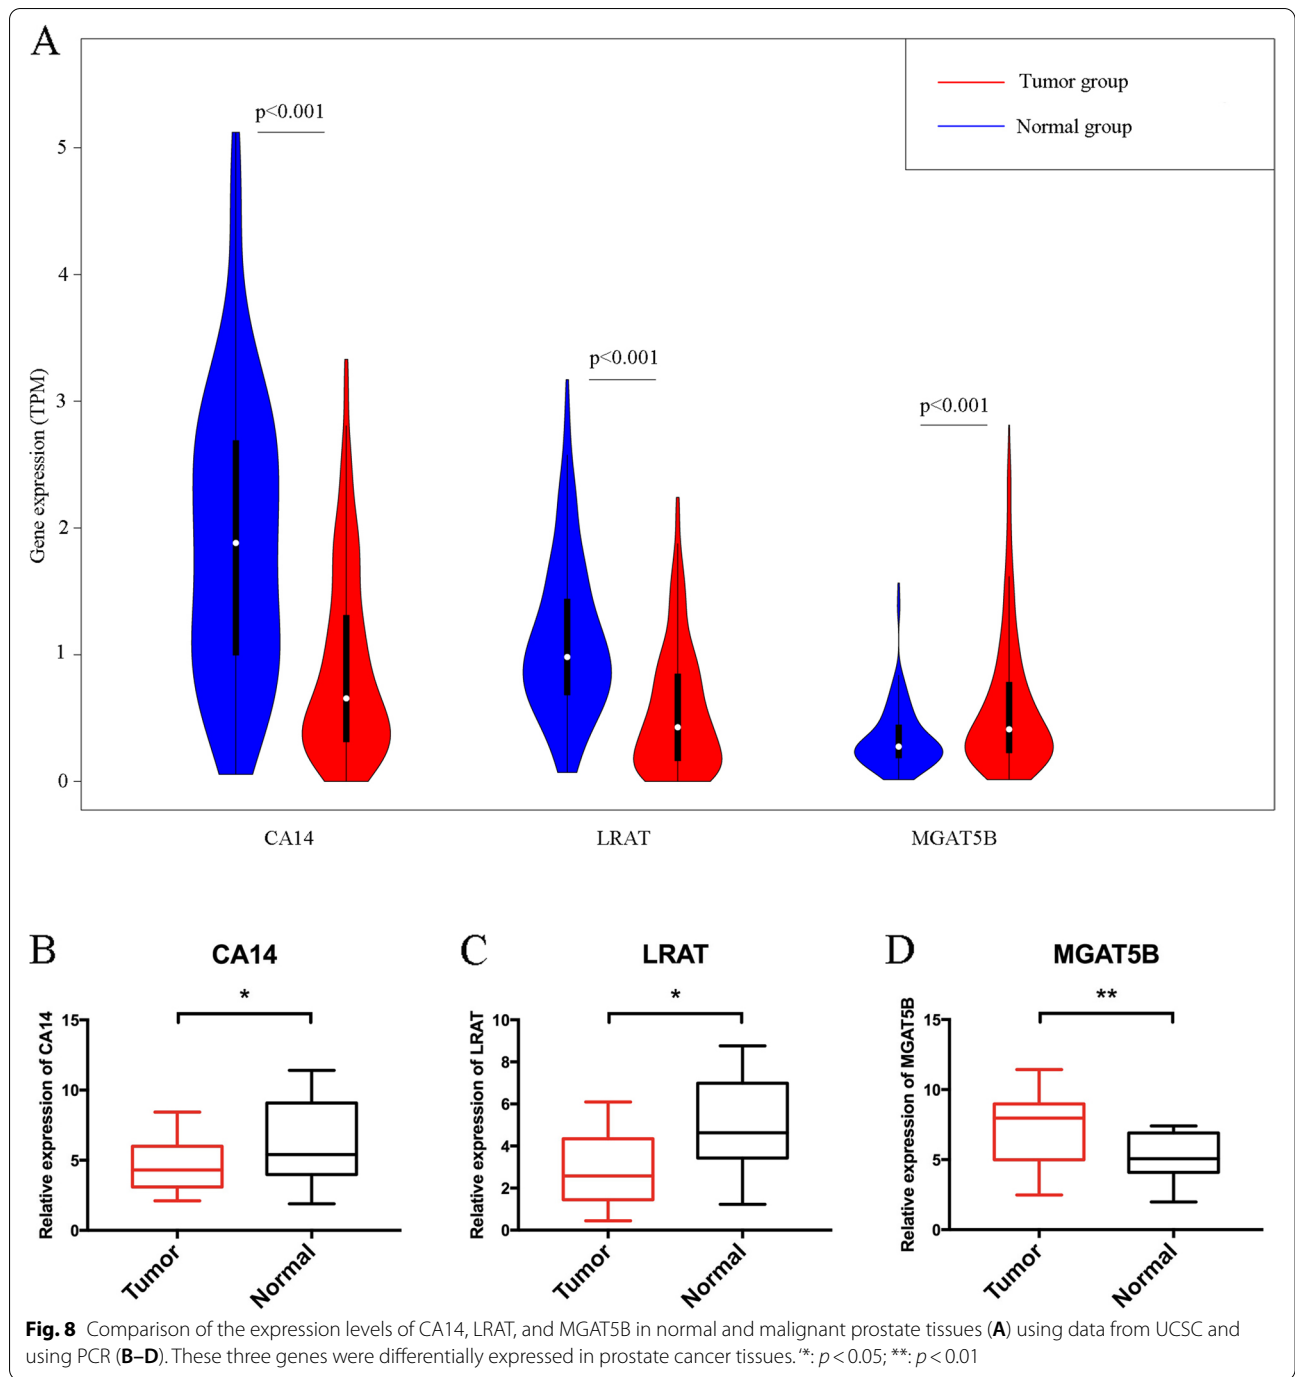 A
Tumor group
Normal group
p<0.001
p<0.001
p<0.001
Gene expression (TPM)
5
4
3
2
1
0
CA14 LRAT MGAT5B
B CA14
*
Relative expression of CA14
15
10
5
0
Tumor Normal
C LRAT
*
Relative expression of LRAT
10
8
6
4
2
0
Tumor Normal
D MGAT5B
**
Relative expression of MGAT5B
15
10
5
0
Tumor Normal
Fig. 8 Comparison of the expression levels of CA14, LRAT, and MGAT5B in normal and malignant prostate tissues (A) using data from UCSC and
using PCR (B–D). These three genes were differentially expressed in prostate cancer tissues. ‘*: p < 0.05; **: p < 0.01